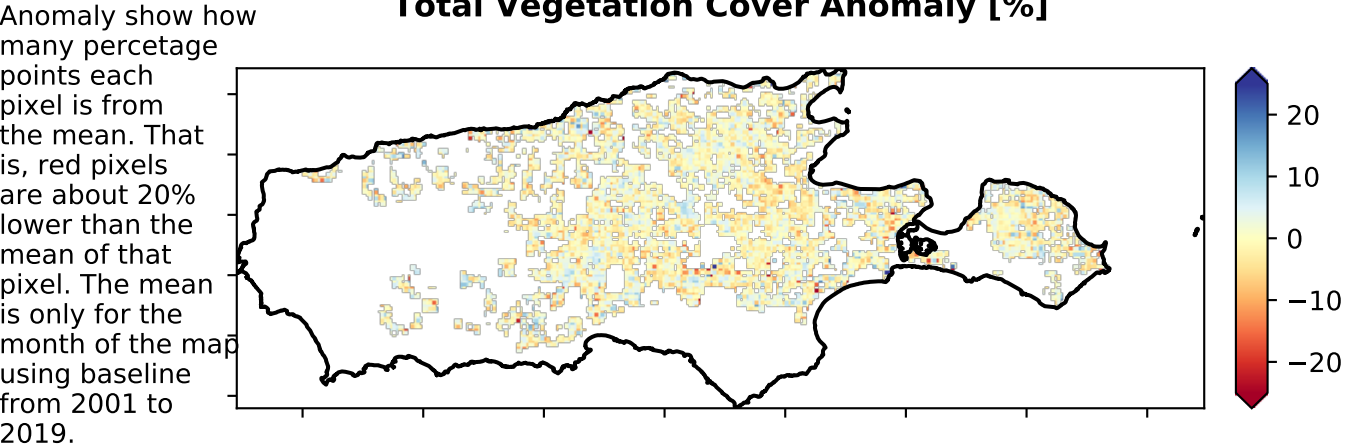 Total Vegetation Cover Anomaly [%]
Anomaly show how
many percetage
points each
pixel is from
the mean. That
is, red pixels
are about 20%
lower than the
mean of that
pixel. The mean
is only for the
month of the map
using baseline
from 2001 to
2019.
20
10
0
−10
−20